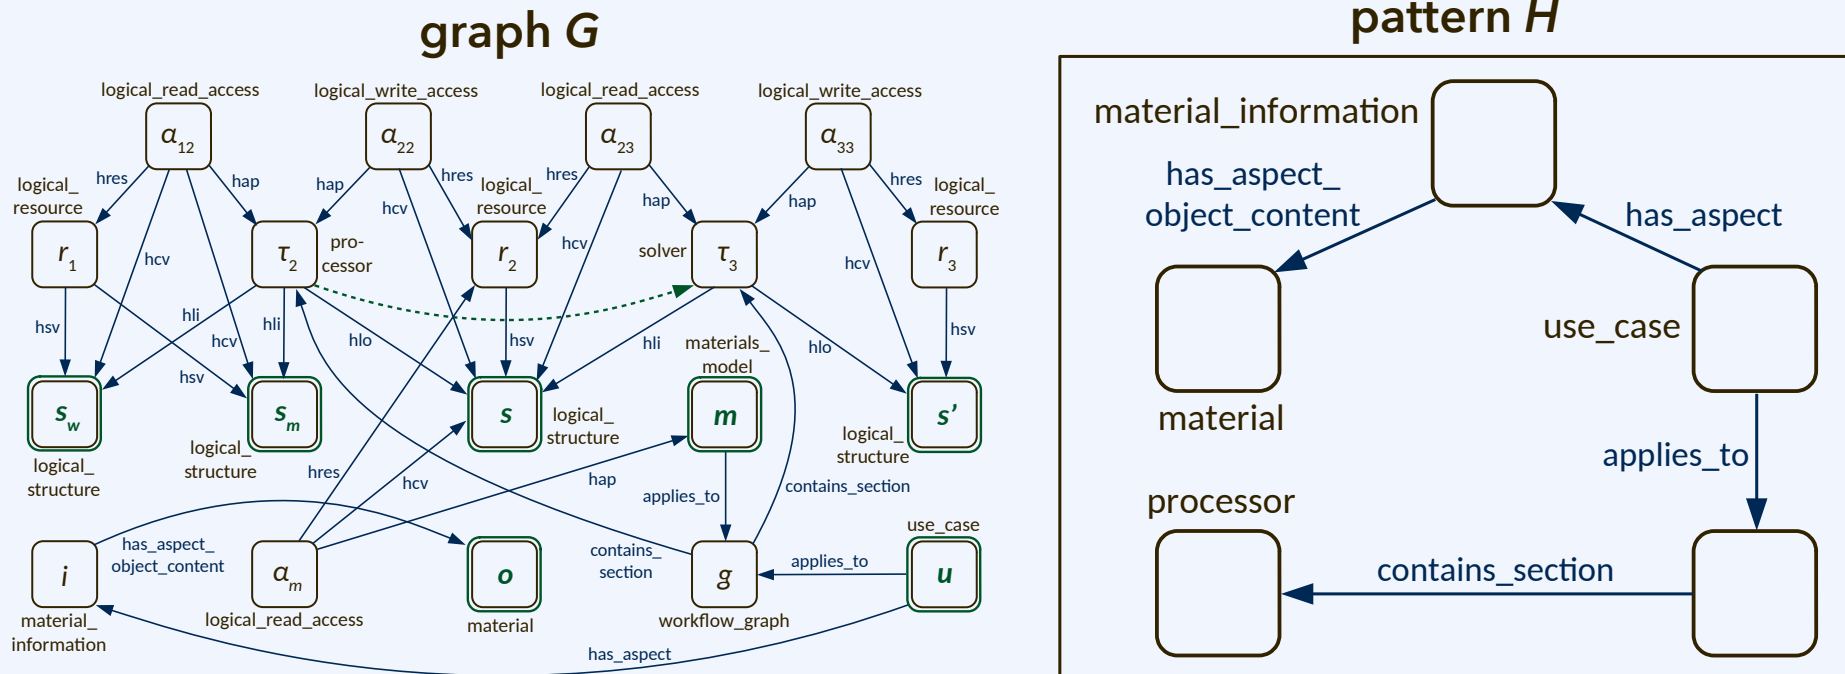 graph G
pattern H
logical_read_access
logical_write_access
logical_read_access
logical_write_access
α12
α22
α23
α33
hres
hap
hap
hres
hres
hap
hap
hres
logical_
resource
logical_
resource
logical_
resource
r1
τ2
pro-
cessor
r2
solver
τ3
r3
hcv
hcv
hcv
hcv
hsv
hli
hli
hcv
hlo
hsv
hsv
hli
hlo
hsv
materials_
model
sw
sm
s
m
s’
logical_
structure
logical_
structure
logical_
structure
logical_
structure
hres
hcv
hap
applies_to
contains_section
has_aspect_
object_content
contains_
section
applies_to
use_case
i
αm
o
g
u
material_
information
logical_read_access
material
workflow_graph
has_aspect
material_information
has_aspect_
object_content
has_aspect
material
use_case
applies_to
processor
contains_section